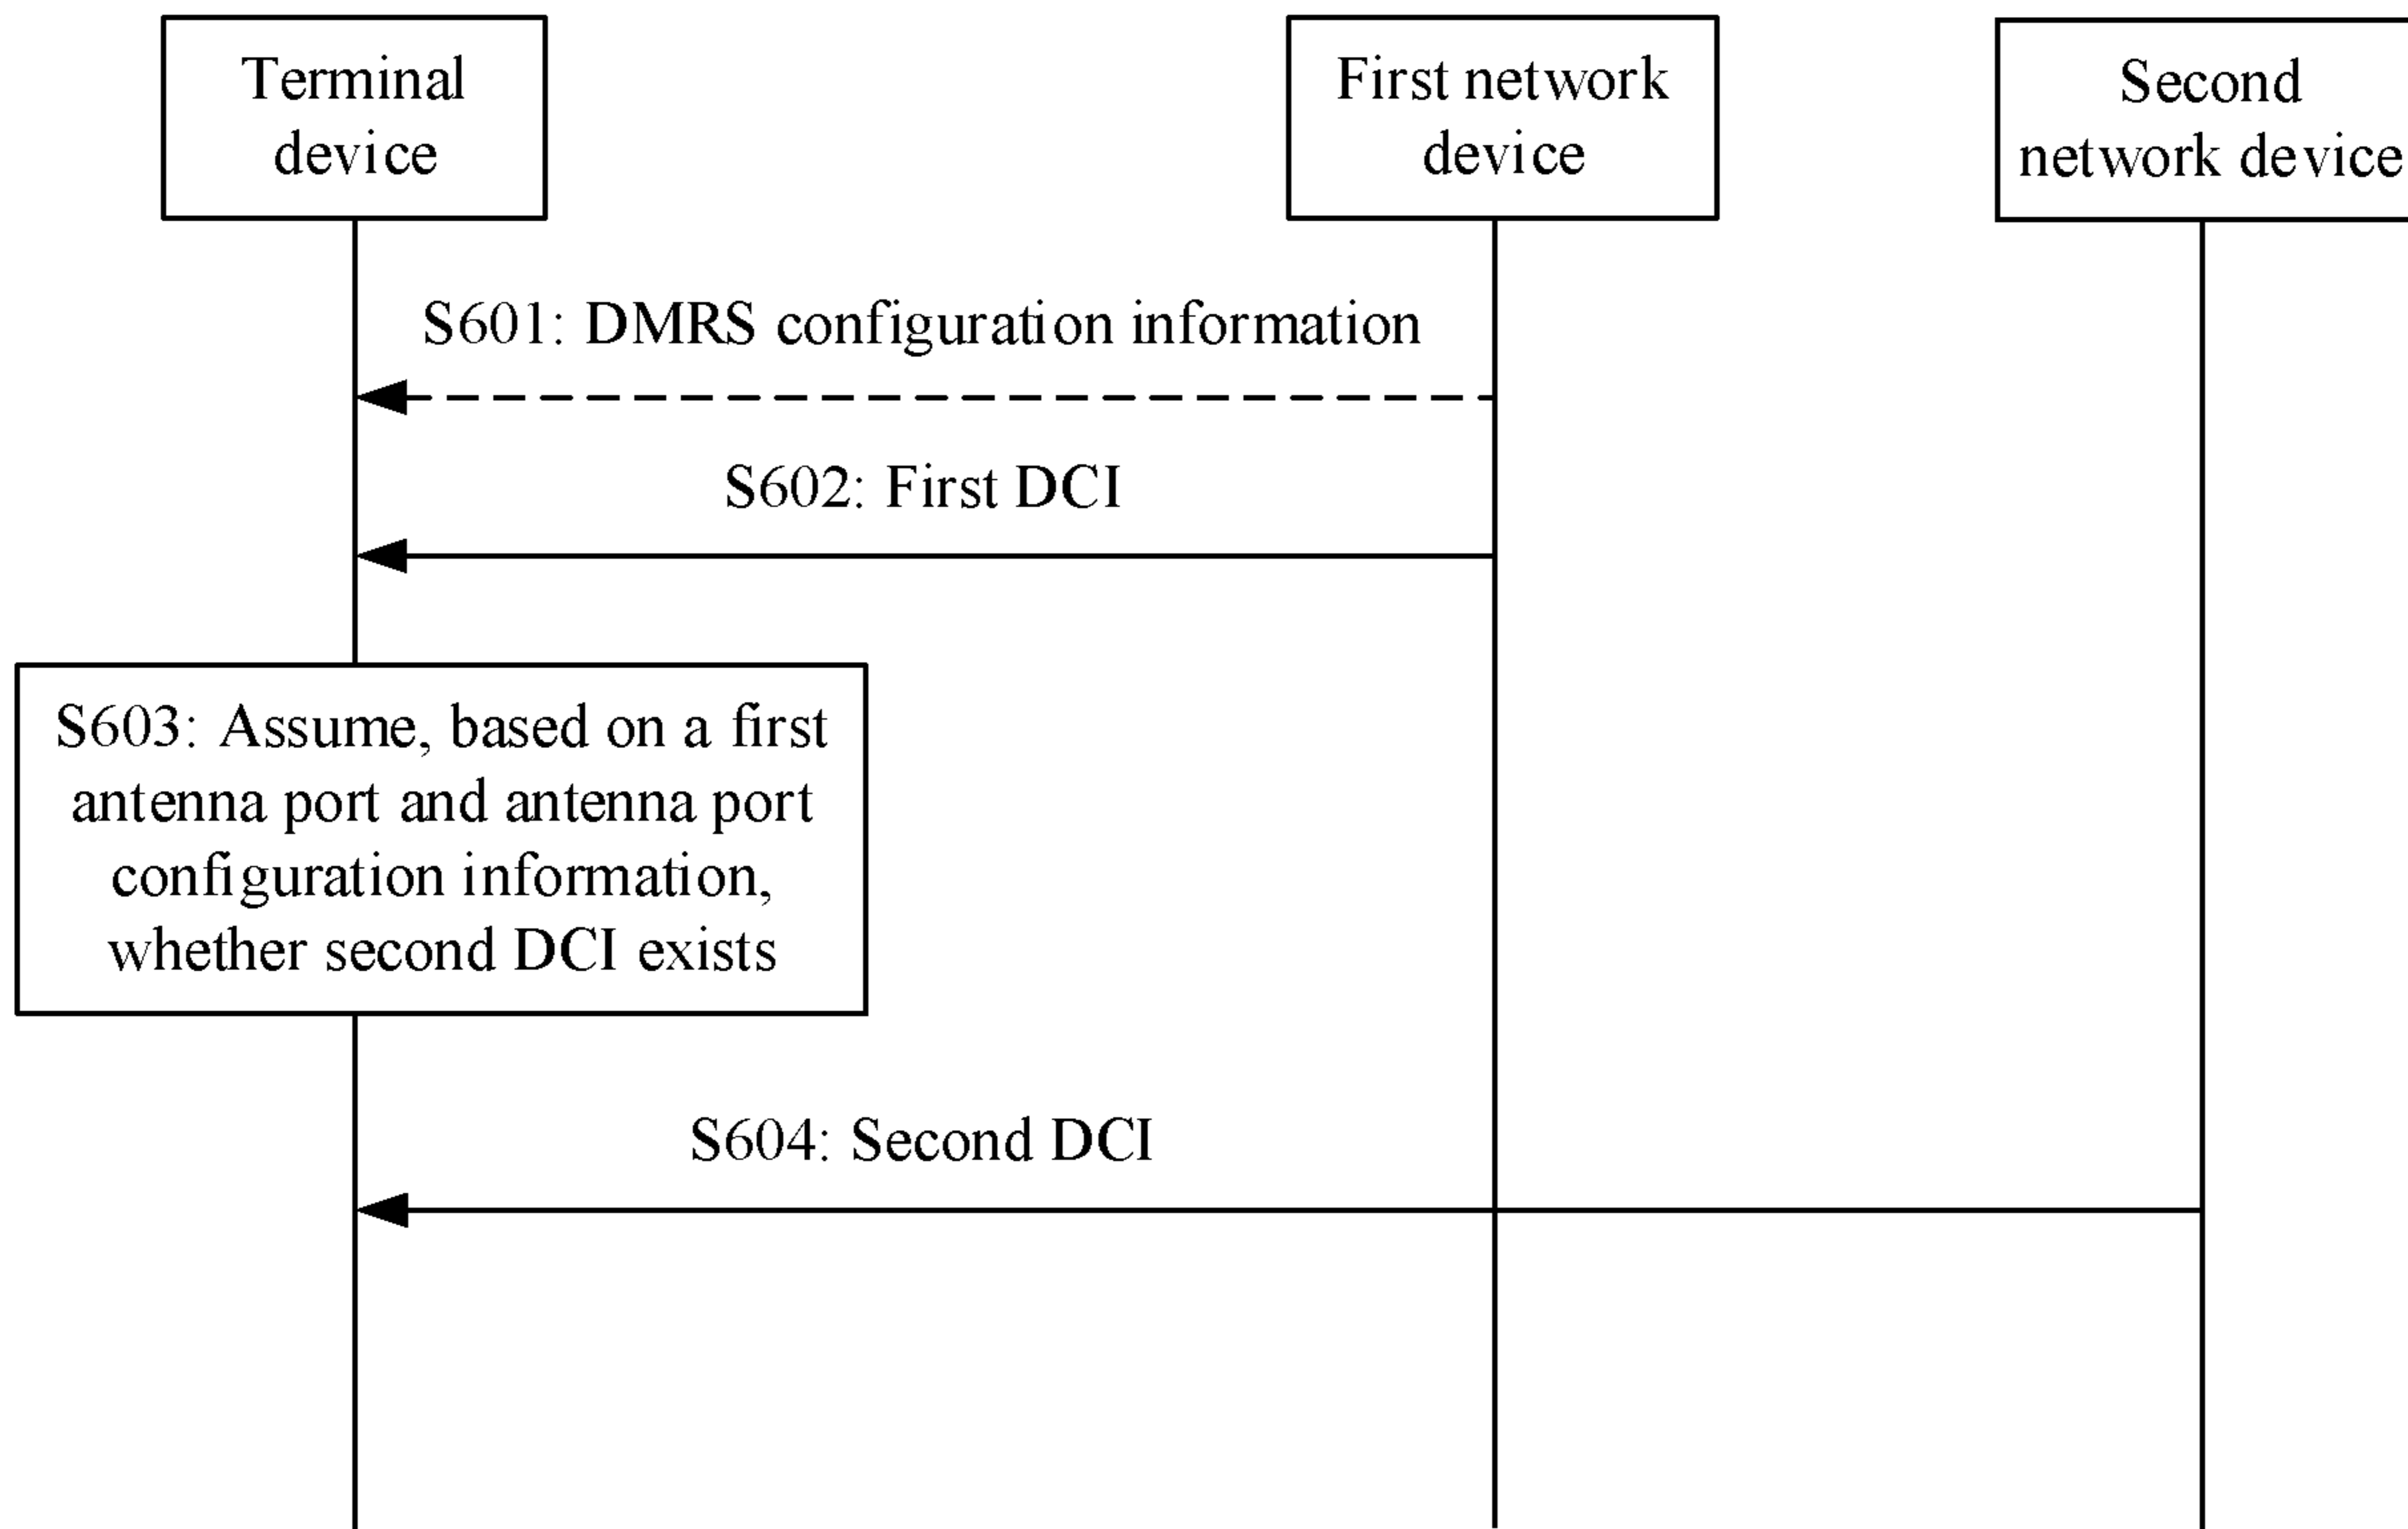 Terminal
device
First network
device
Second
network device
S601: DMRS configuration information
S602: First DCI
S603: Assume, based on a first
antenna port and antenna port
configuration information,
whether second DCI exists
S604: Second DCI